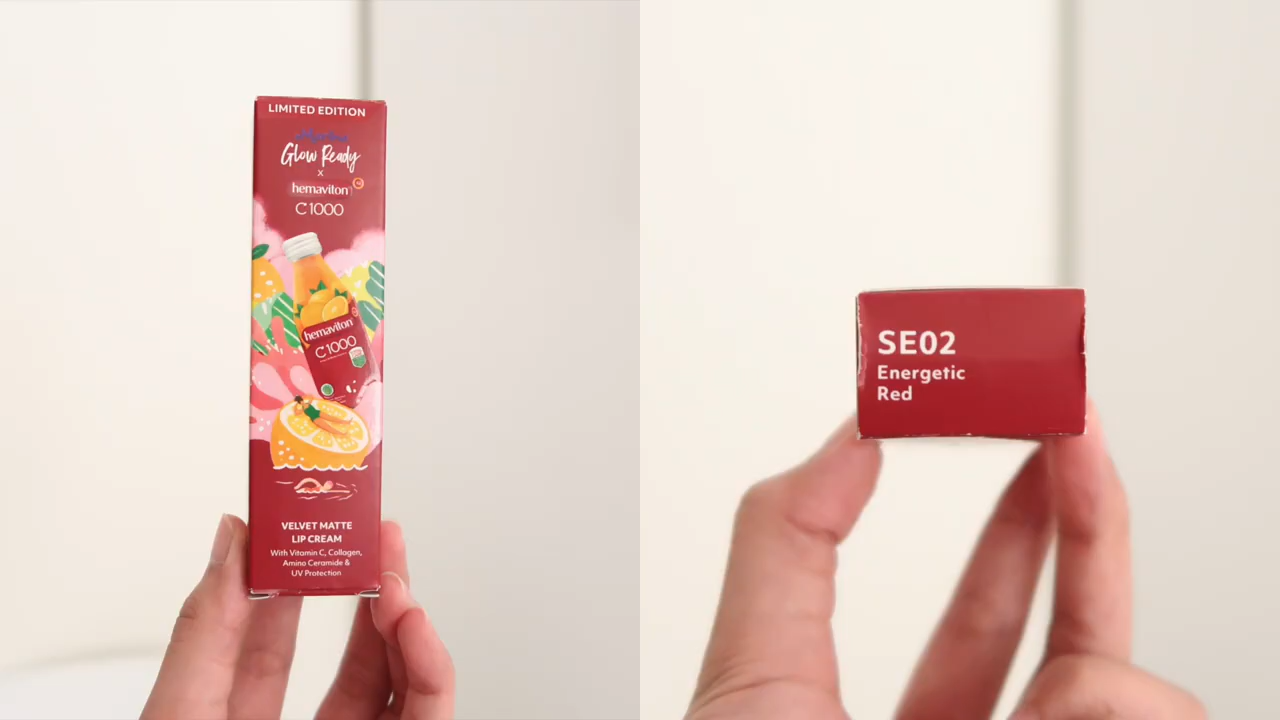 LIMITED EDITION
Glow Ready
x
hemaviton
C1000
hemaviton
C1000
VELVET MATTE
LIP CREAM
With Vitamin C, Collagen,
Amino Ceramide &
UV Protection
SE02
Energetic
Red